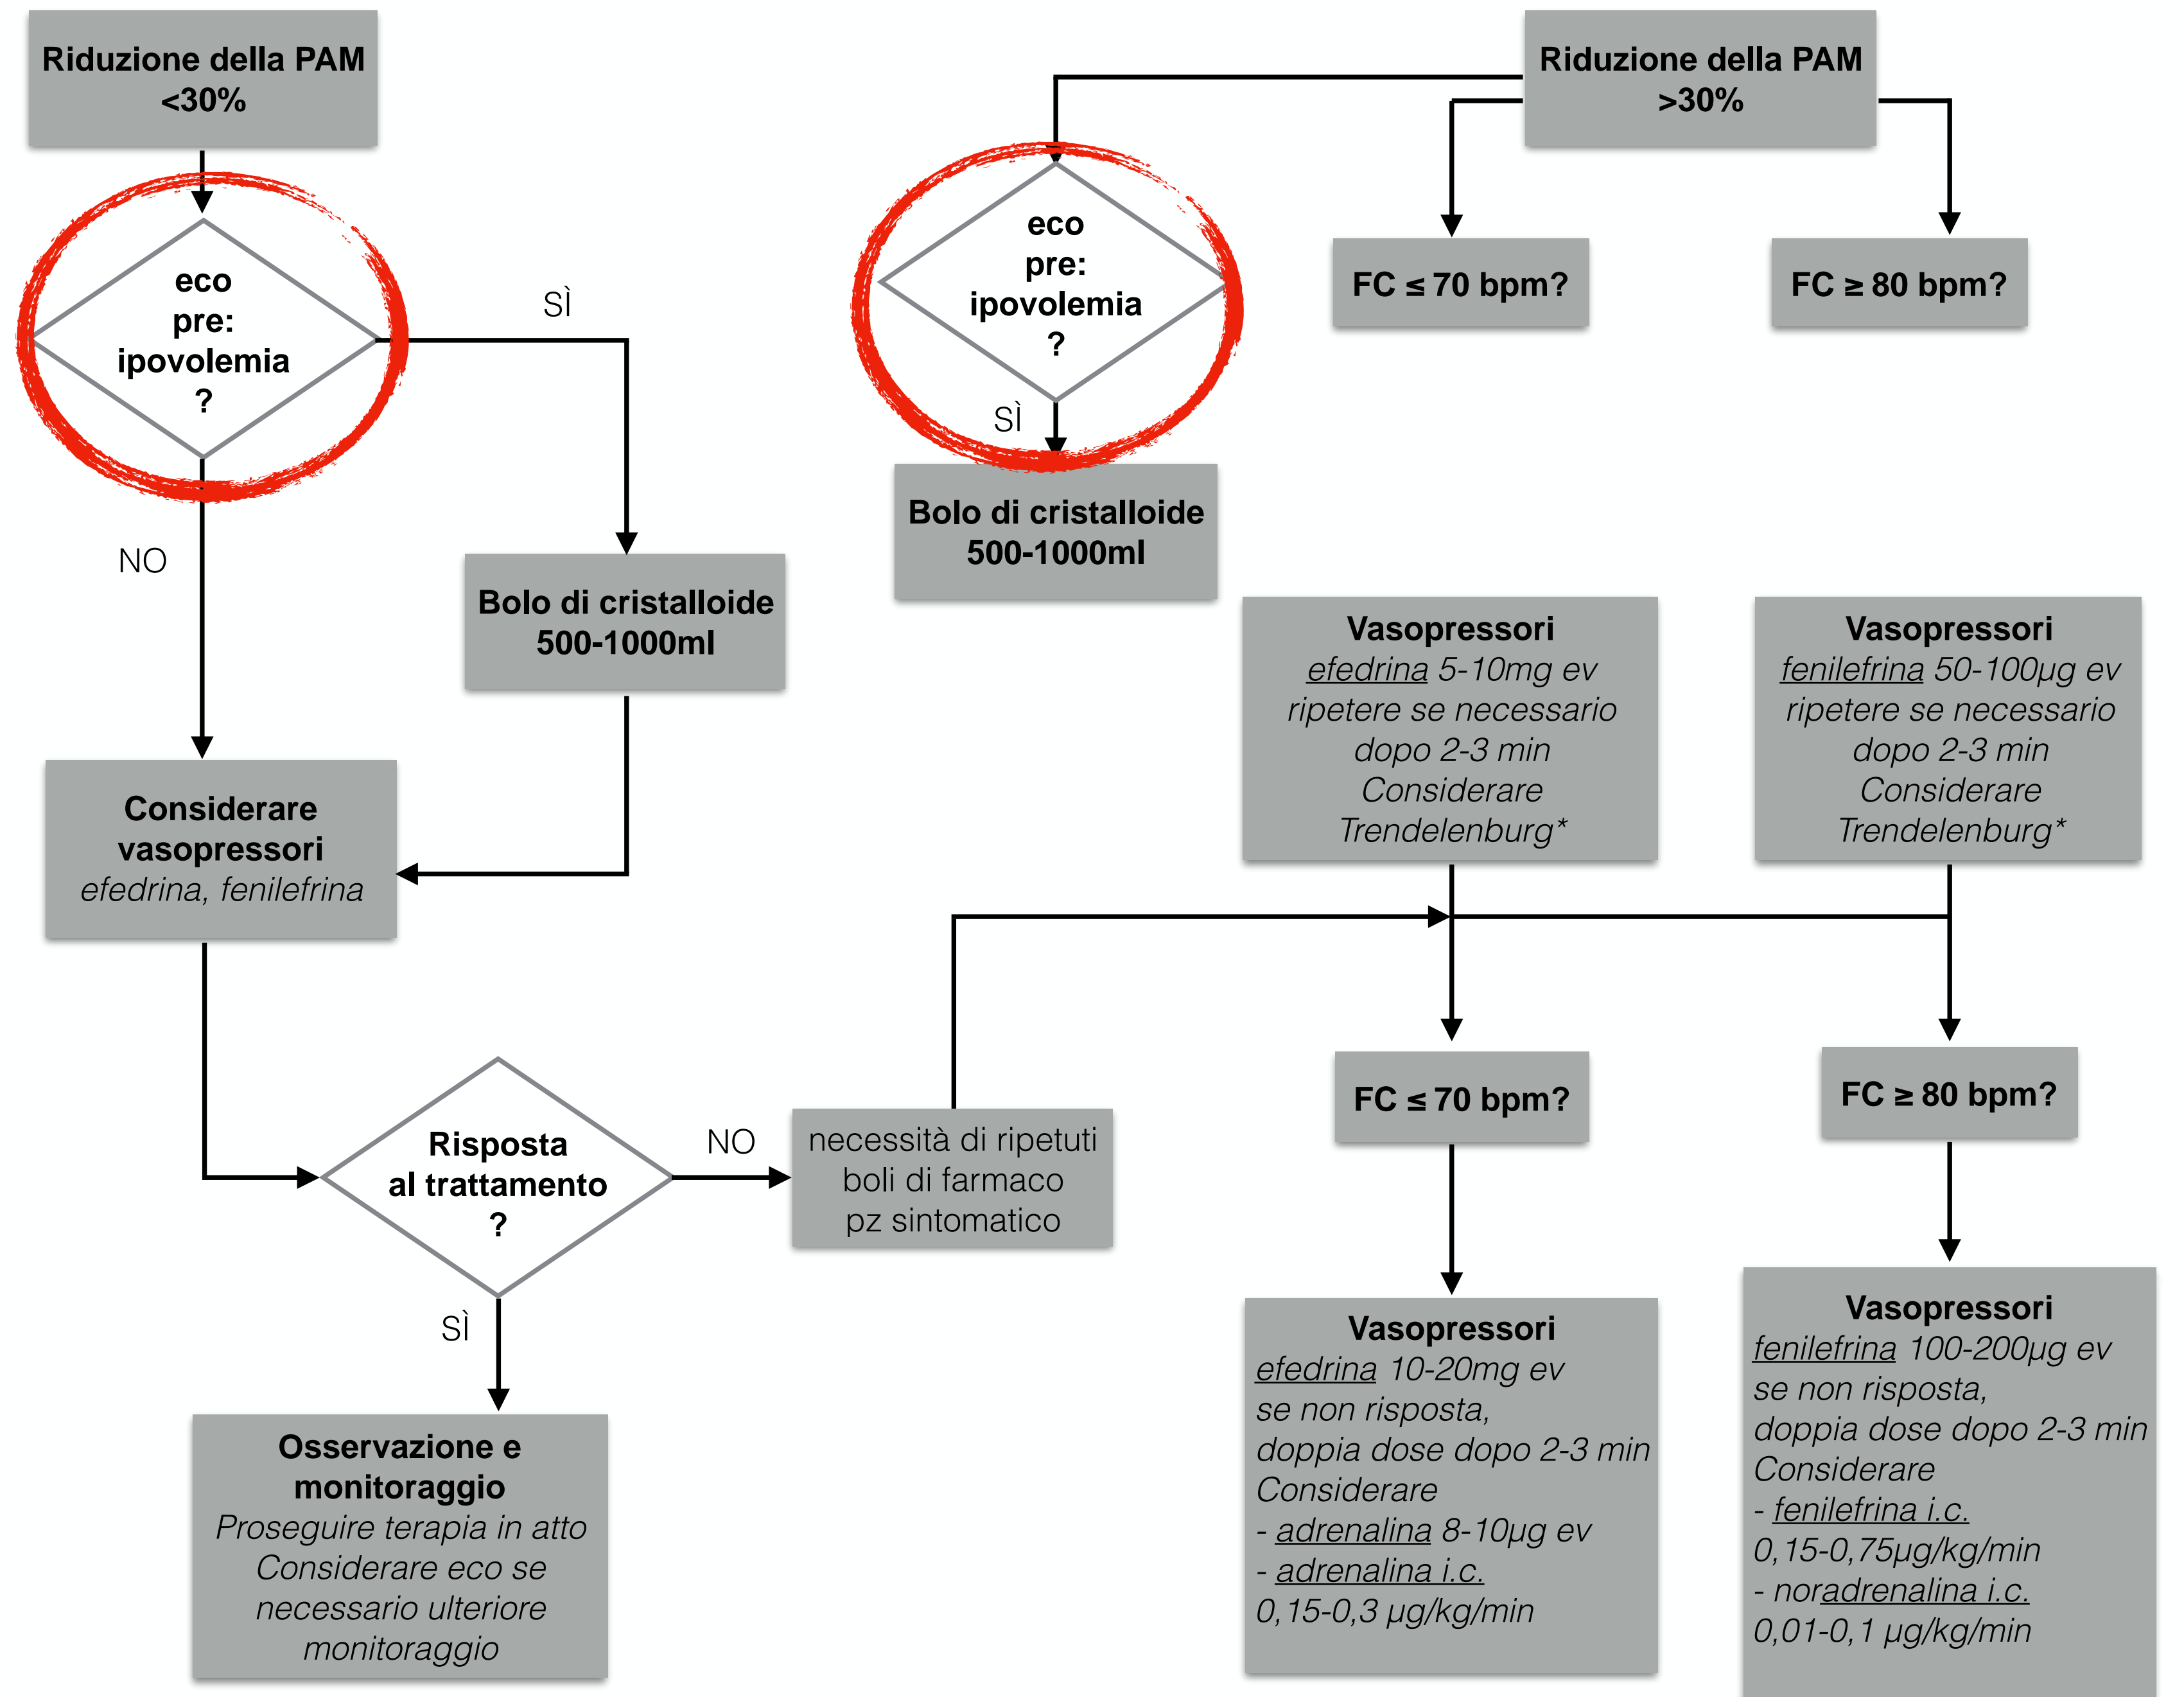 Riduzione della PAM
<30%
Riduzione della PAM
>30%
eco
pre:
ipovolemia
?
SÌ
NO
eco
pre:
ipovolemia
?
SÌ
FC ≤ 70 bpm?
FC ≥ 80 bpm?
Bolo di cristalloide
500-1000ml
Bolo di cristalloide
500-1000ml
Vasopressori
efedrina 5-10mg ev
ripetere se necessario
dopo 2-3 min
Considerare
Trendelenburg*
Vasopressori
fenilefrina 50-100µg ev
ripetere se necessario
dopo 2-3 min
Considerare
Trendelenburg*
Considerare
vasopressori
efedrina, fenilefrina
Risposta
al trattamento
?
NO
SÌ
necessità di ripetuti
boli di farmaco
pz sintomatico
FC ≤ 70 bpm?
FC ≥ 80 bpm?
Osservazione e
monitoraggio
Proseguire terapia in atto
Considerare eco se
necessario ulteriore
monitoraggio
Vasopressori
efedrina 10-20mg ev
se non risposta,
doppia dose dopo 2-3 min
Considerare
- adrenalina 8-10µg ev
- adrenalina i.c.
0,15-0,3 µg/kg/min
Vasopressori
fenilefrina 100-200µg ev
se non risposta,
doppia dose dopo 2-3 min
Considerare
- fenilefrina i.c.
0,15-0,75µg/kg/min
- noradrenalina i.c.
0,01-0,1 µg/kg/min